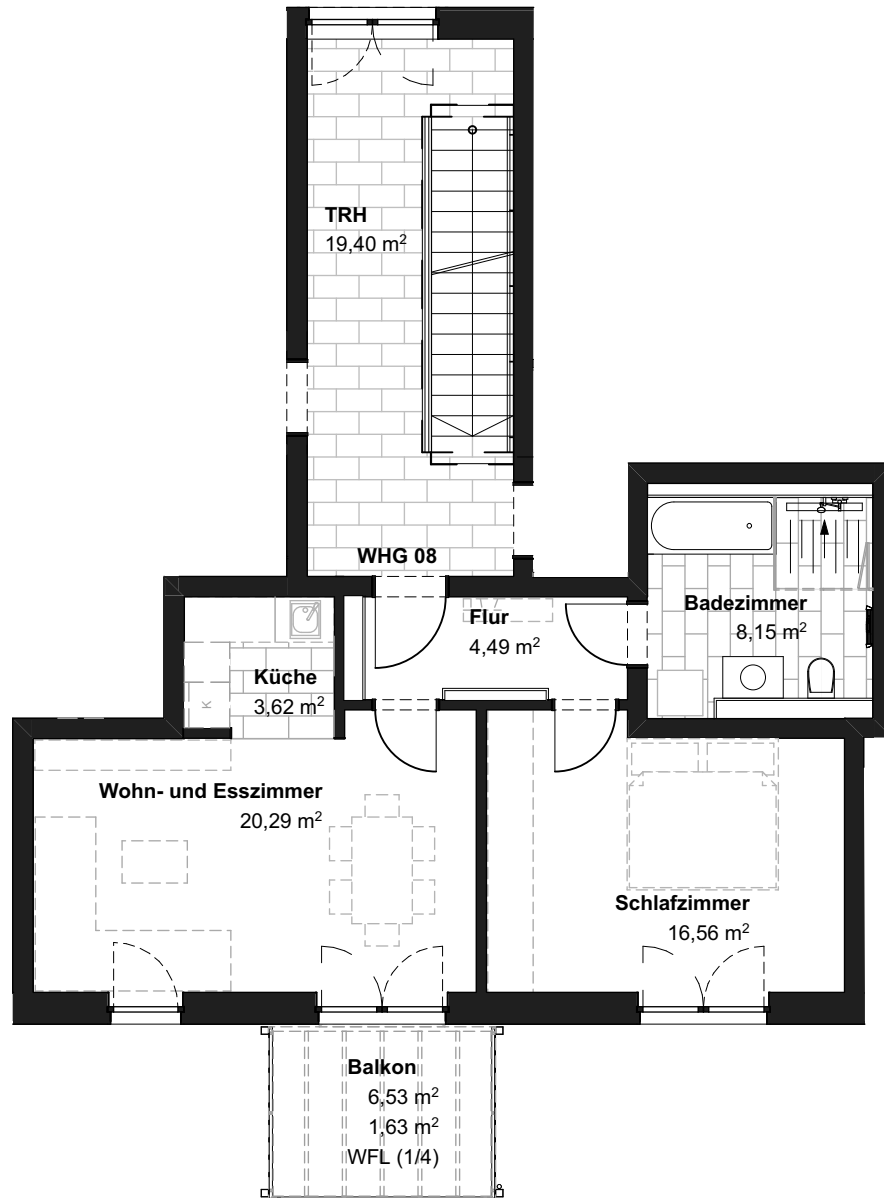 TRH
19,40 m²
WHG 08
Flur
4,49 m²
Badezimmer
8,15 m²
Küche
3,62 m²
K
Wohn- und Esszimmer
20,29 m²
Schlafzimmer
16,56 m²
Balkon
6,53 m²
1,63 m²
WFL (1/4)